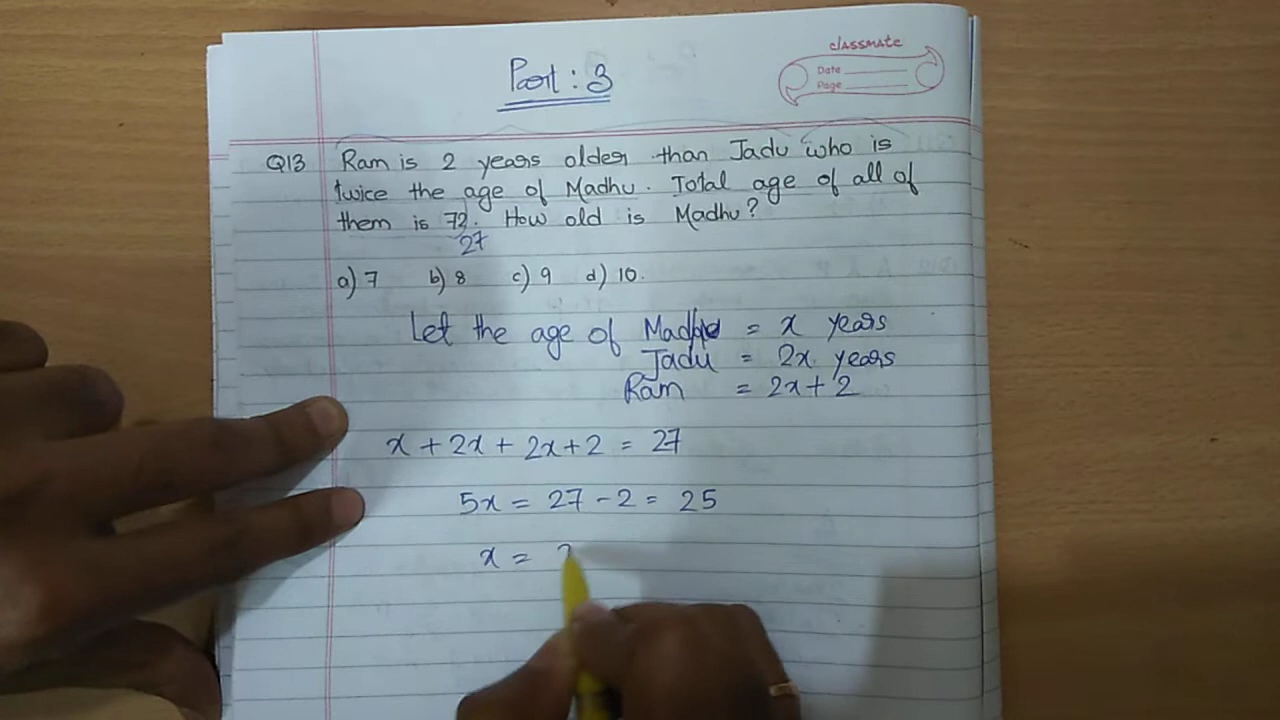 Part : 3
classmate
Date
Page
Q13 Ram is 2 years older than Jadu who is
twice the age of Madhu. Total age of all of
them is 72. How old is Madhu?
27
a) 7 b) 8 c) 9 d) 10.
Let the age of Madhu = x years
Jadu = 2x years
Ram = 2x + 2
x + 2x + 2x + 2 = 27
5x = 27 - 2 = 25
x = 2